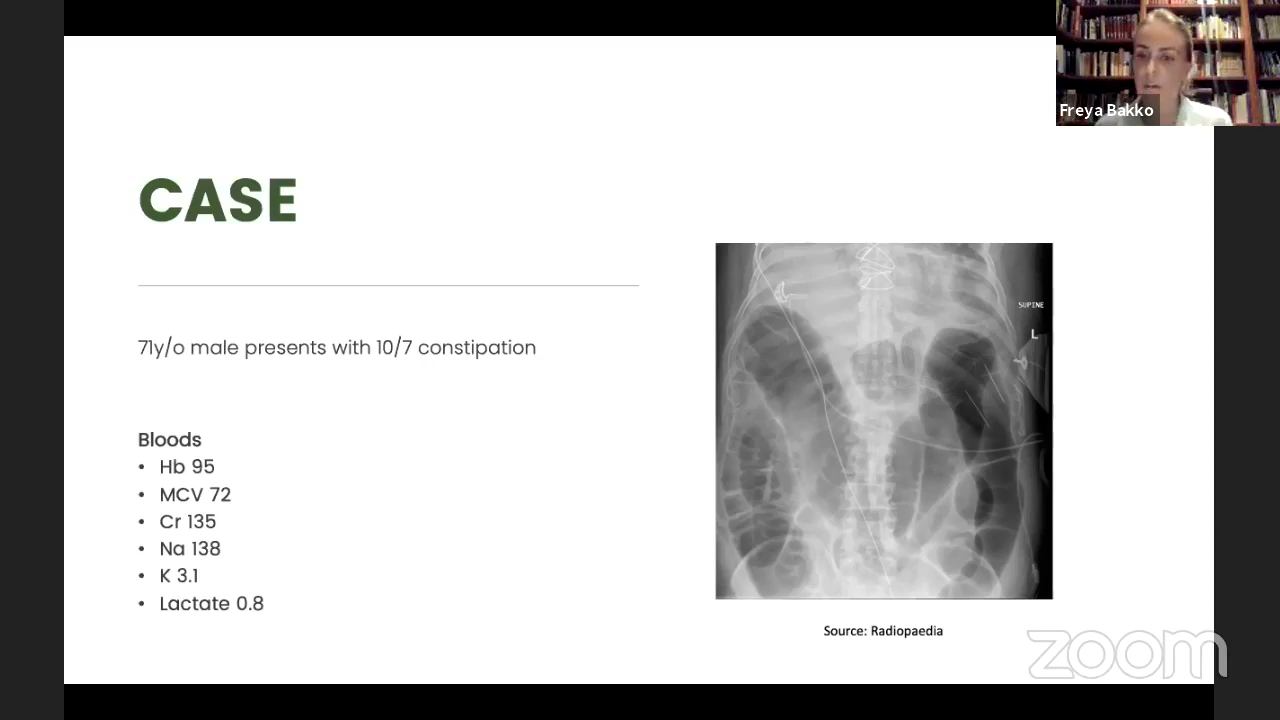 Freya Bakko
CASE
71y/o male presents with 10/7 constipation
Bloods
• Hb 95
• MCV 72
• Cr 135
• Na 138
• K 3.1
• Lactate 0.8
SUPINE
L
Source: Radiopaedia
zoom